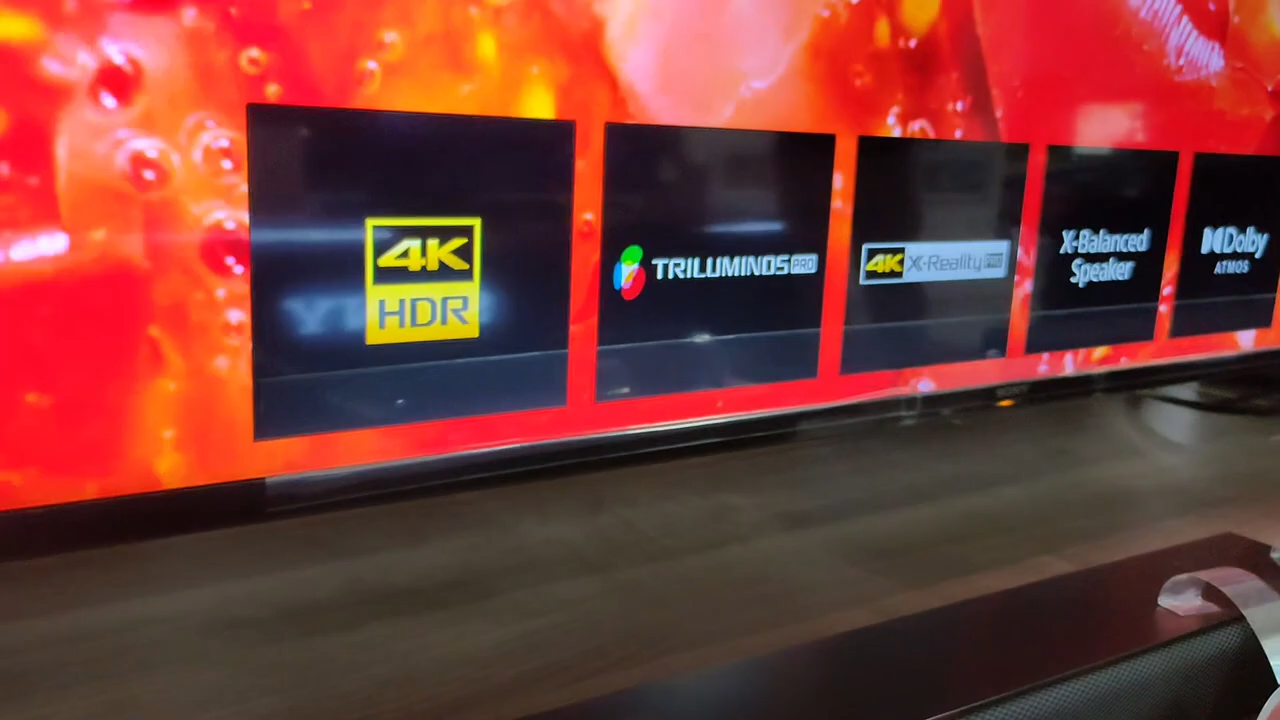 4K
HDR
TRILUMINOS PRO
4K X-Reality PRO
X-Balanced
Speaker
Dolby
ATMOS